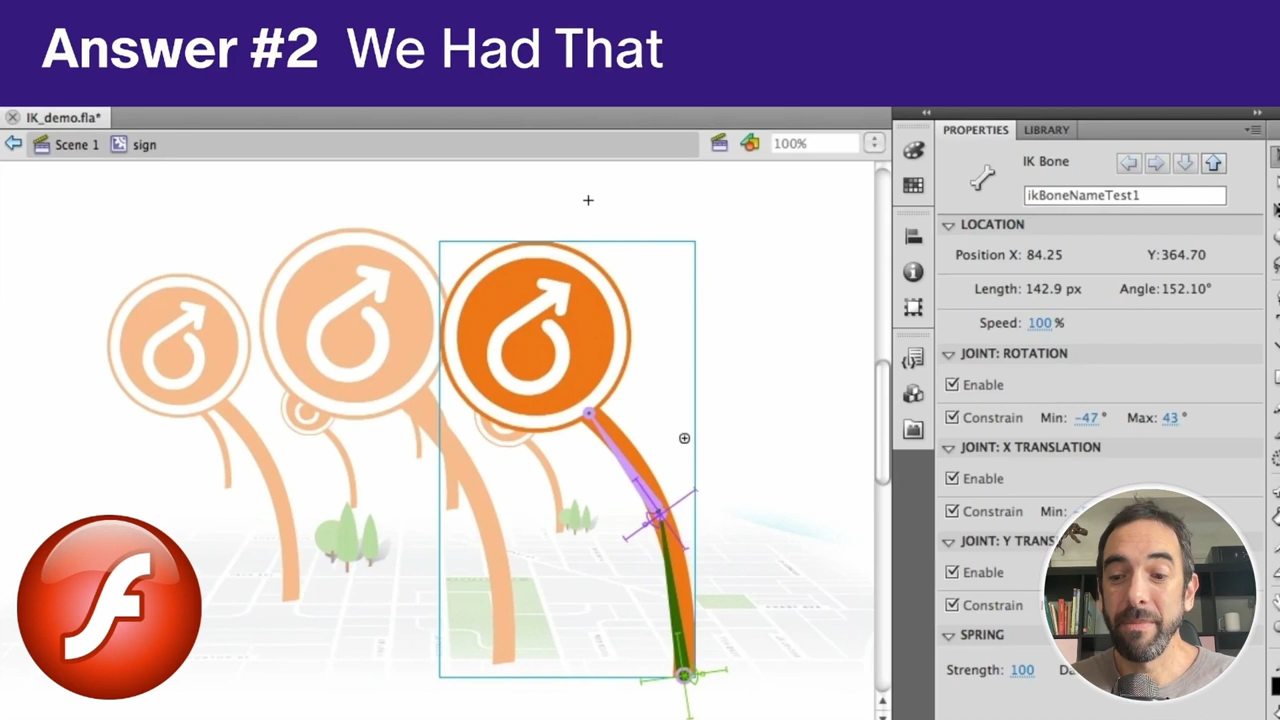 Answer #2 We Had That
IK_demo.fla*
Scene 1 sign 100%
PROPERTIES LIBRARY
IK Bone
ikBoneNameTest1
LOCATION
Position X: 84.25 Y:364.70
Length: 142.9 px Angle:152.10°
Speed: 100 %
JOINT: ROTATION
Enable
Constrain Min: -47 ° Max: 43 °
JOINT: X TRANSLATION
Enable
Constrain Min:
JOINT: Y TRANS
Enable
Constrain
SPRING
Strength: 100